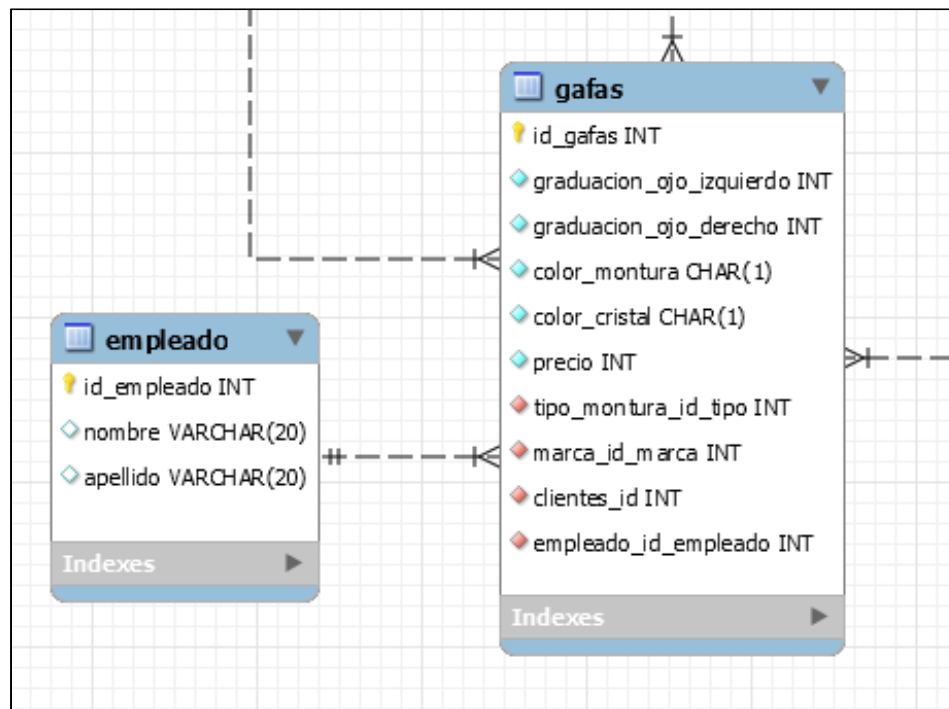 gafas
id_gafas INT
graduacion_ojo_izquierdo INT
graduacion_ojo_derecho INT
color_montura CHAR(1)
color_cristal CHAR(1)
precio INT
tipo_montura_id_tipo INT
marca_id_marca INT
clientes_id INT
empleado_id_empleado INT
Indexes
empleado
id_empleado INT
nombre VARCHAR(20)
apellido VARCHAR(20)
Indexes